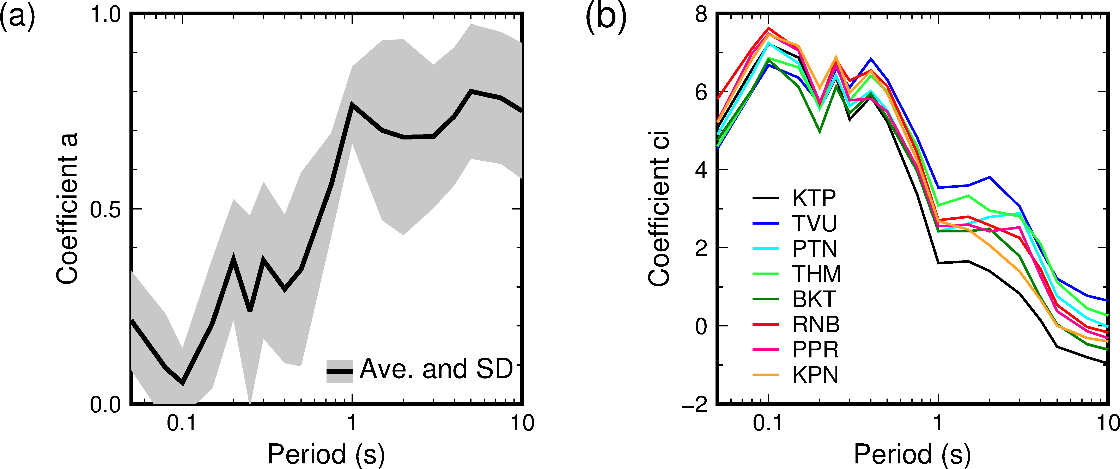 (a)
1.0
0.5
0.0
Coefficient a
Ave. and SD
0.1
1
10
Period (s)
(b)
8
6
4
2
0
−2
Coefficient ci
KTP
TVU
PTN
THM
BKT
RNB
PPR
KPN
0.1
1
10
Period (s)